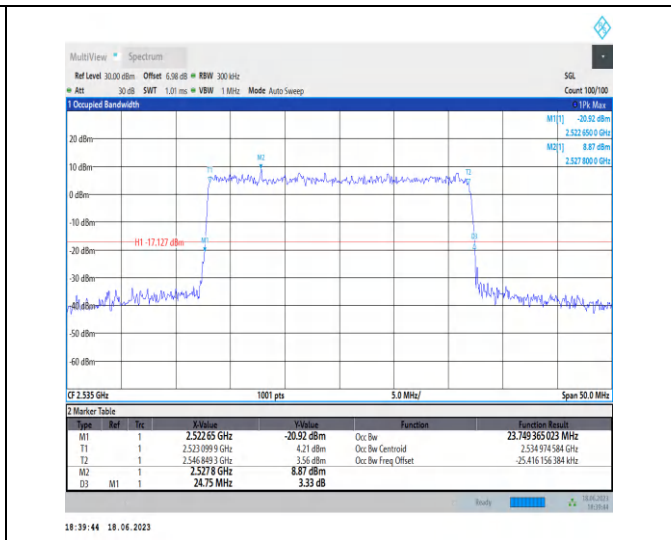 MultiView Spectrum
Ref Level 30.00 dBm Offset 6.98 dB RBW 300 kHz SGL
Att 30 dB SWT 1.01 ms VBW 1 MHz Mode Auto Sweep Count 100/100
1 Occupied Bandwidth 1Pk Max
M1[1] -20.92 dBm
2.522 650 0 GHz
M2[1] 8.87 dBm
2.527 800 0 GHz
20 dBm
M2
T1 T2
10 dBm
0 dBm
-10 dBm
H1 -17.127 dBm M1 D3
-20 dBm
-30 dBm
-40 dBm
-50 dBm
-60 dBm
CF 2.535 GHz 1001 pts 5.0 MHz/ Span 50.0 MHz
2 Marker Table
Type Ref Trc X-Value Y-Value Function Function Result
M1 1 2.522 65 GHz -20.92 dBm Occ Bw 23.749 365 023 MHz
T1 1 2.523 099 9 GHz 4.21 dBm Occ Bw Centroid 2.534 974 584 GHz
T2 1 2.546 849 3 GHz 3.56 dBm Occ Bw Freq Offset -25.416 156 384 kHz
M2 1 2.527 8 GHz 8.87 dBm
D3 M1 1 24.75 MHz 3.33 dB
Ready 18.06.2023
18:39:44
18:39:44 18.06.2023